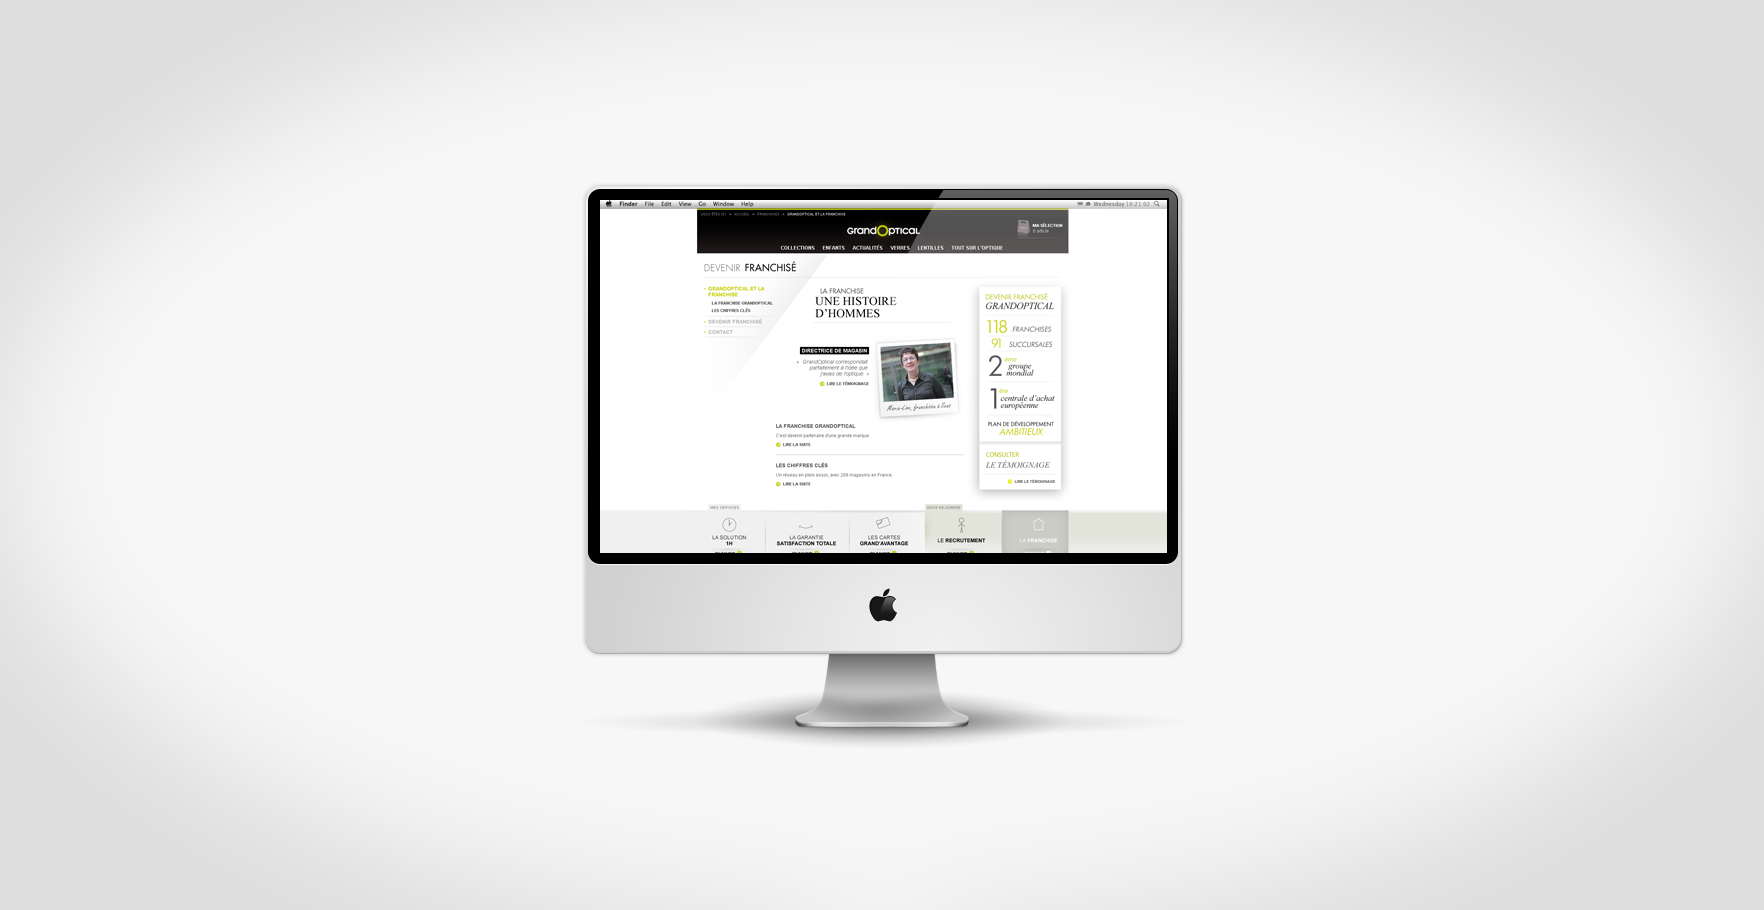 Finder File Edit View Go Window Help Wednesday 16:21:02
VOUS ÊTES ICI ACCUEIL FRANCHISES GRANDOPTICAL ET LA FRANCHISE
GrandOptical
MA SÉLECTION
0 article
COLLECTIONS ENFANTS ACTUALITÉS VERRES LENTILLES TOUT SUR L'OPTIQUE
DEVENIR FRANCHISÉ
GRANDOPTICAL ET LA
FRANCHISE
LA FRANCHISE GRANDOPTICAL
LES CHIFFRES CLÉS
DEVENIR FRANCHISÉ
CONTACT
LA FRANCHISE
UNE HISTOIRE
D'HOMMES
DIRECTRICE DE MAGASIN
« GrandOptical correspondait
parfaitement à l'idée que
j'avais de l'optique. »
LIRE LE TÉMOIGNAGE
LA FRANCHISE GRANDOPTICAL
C'est devenir partenaire d'une grande marque.
LIRE LA SUITE
LES CHIFFRES CLÉS
Un réseau en plein essor, avec 209 magasins en France.
LIRE LA SUITE
DEVENIR FRANCHISÉ
GRANDOPTICAL
118 FRANCHISES
91 SUCCURSALES
2 ème
groupe
mondial
1 ère
centrale d'achat
européenne
PLAN DE DÉVELOPPEMENT
AMBITIEUX
CONSULTER
LE TÉMOIGNAGE
LIRE LE TÉMOIGNAGE
MES SERVICES
NOUS REJOINDRE
LA SOLUTION
1H
LA GARANTIE
SATISFACTION TOTALE
LES CARTES
GRAND'AVANTAGE
LE RECRUTEMENT
LA FRANCHISE